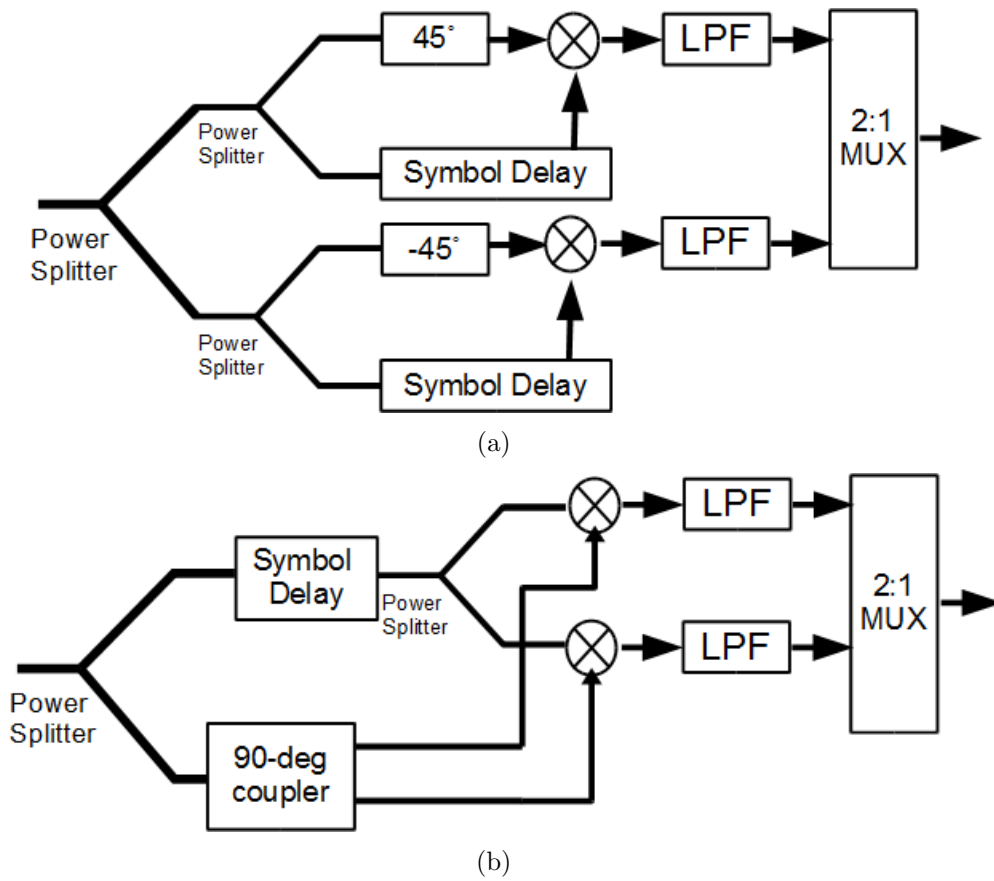 45°
LPF
Power
Splitter
2:1
MUX
Symbol Delay
Power
Splitter
-45°
LPF
Power
Splitter
Symbol Delay
(a)
LPF
Symbol
Delay
Power
Splitter
2:1
MUX
LPF
Power
Splitter
90-deg
coupler
(b)